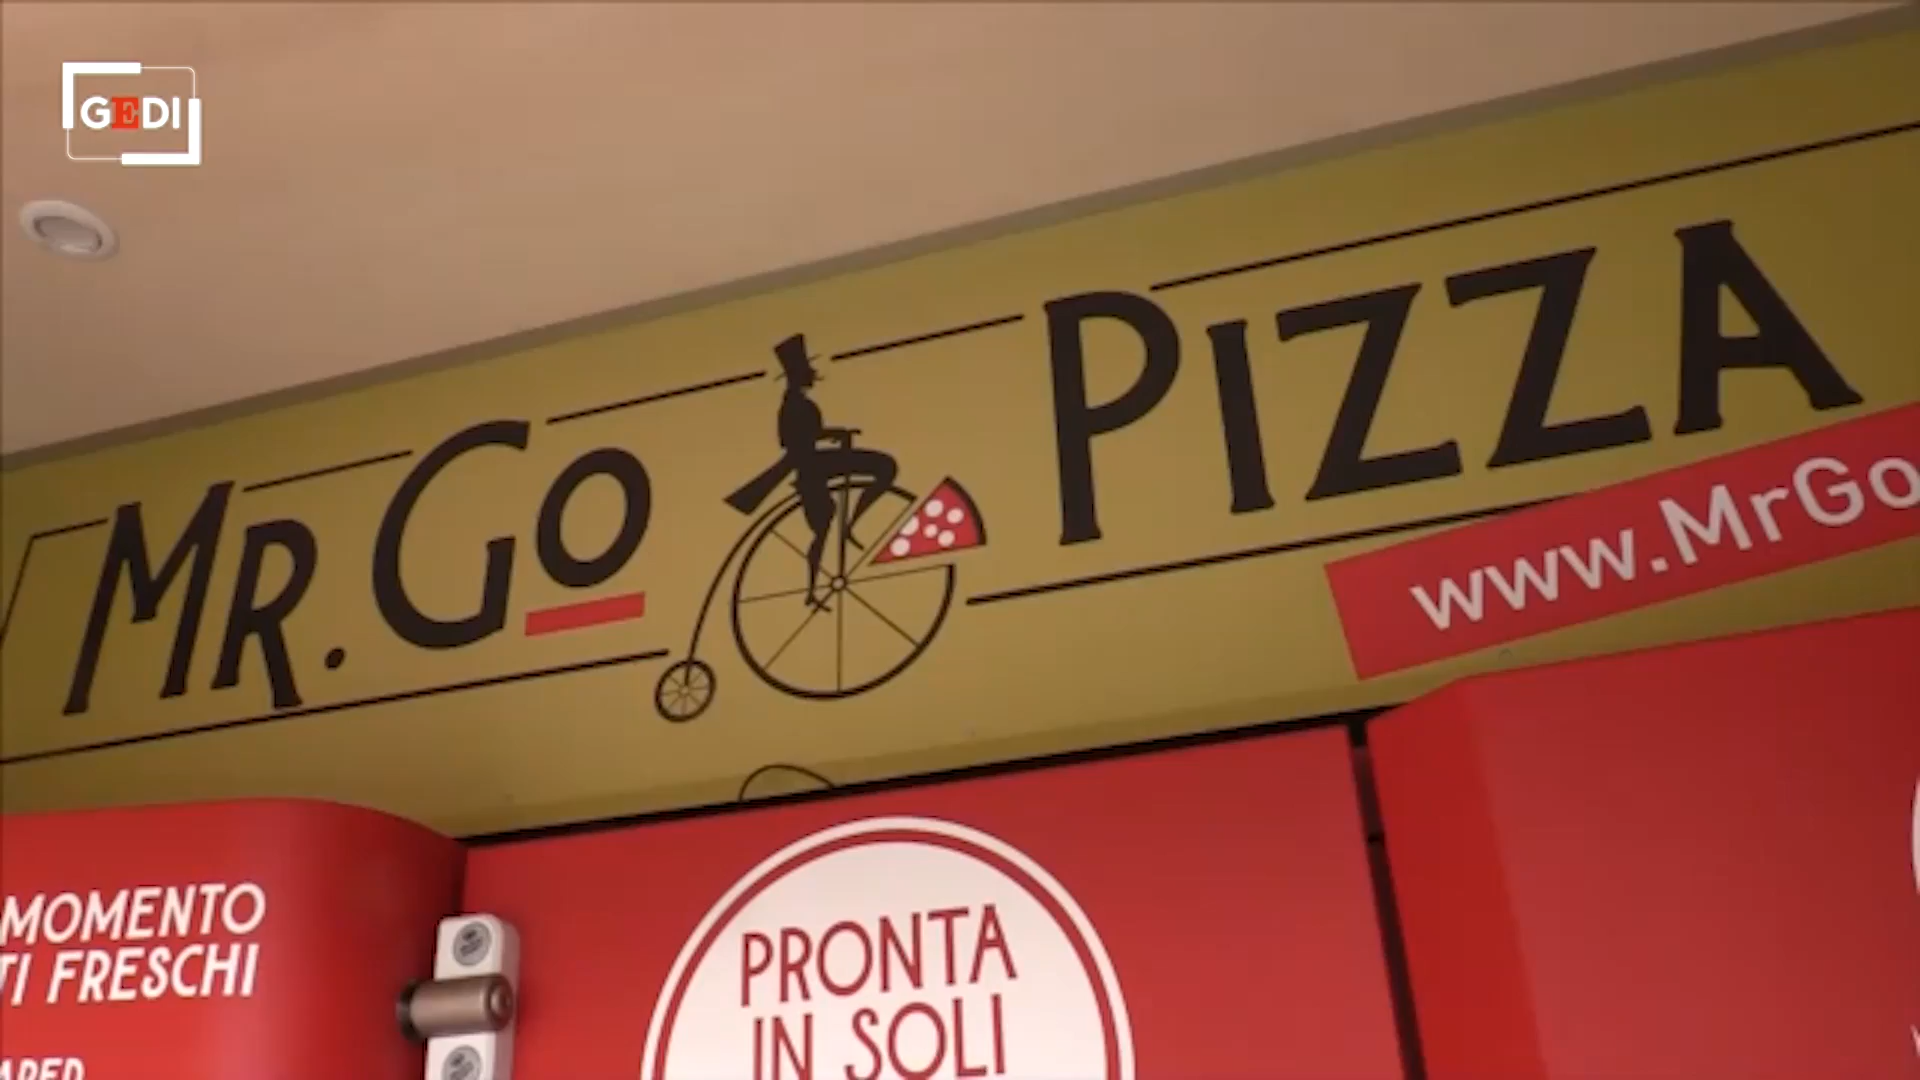 GEDI
MR. GO PIZZA
www.MrGo
MOMENTO
TI FRESCHI
PRONTA
IN SOLI